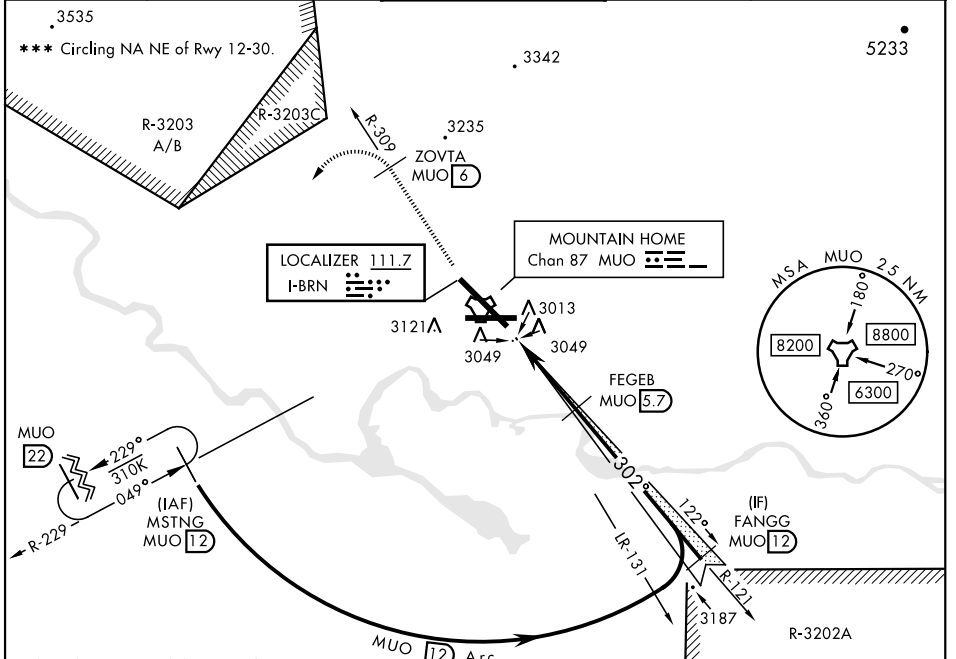 3535
*** Circling NA NE of Rwy 12-30.
5233
3342
R-3203C
R-3203
A/B
R-309
3235
ZOVTA
MUO 6
LOCALIZER 111.7
I-BRN
MOUNTAIN HOME
Chan 87 MUO
MSA MUO 25 NM
180°
8200
8800
270°
6300
360°
3013
3121
3049
3049
FEGEB
MUO 5.7
MUO
22
229°
310K
049°
R-229
(IAF)
MSTNG
MUO 12
302°
122°
(IF)
FANGG
MUO 12
LR-131
R-121
3187
R-3202A
MUO 12 Arc